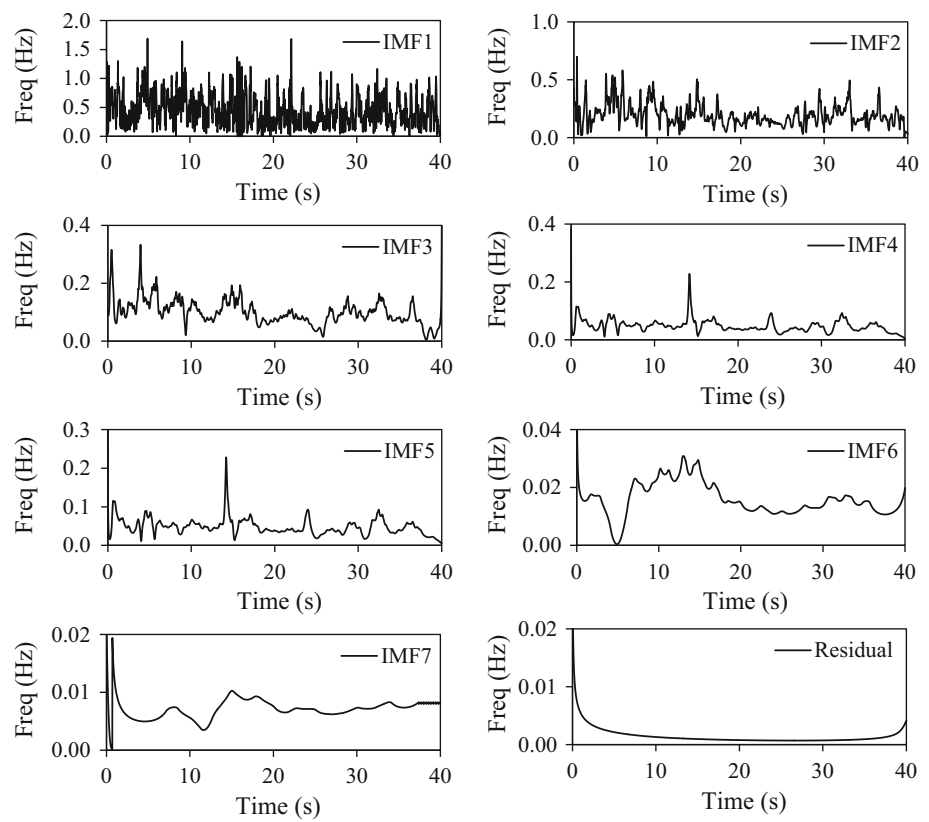 Freq (Hz)
2.0
1.5
1.0
0.5
0.0
IMF1
0 10 20 30 40
Time (s)
Freq (Hz)
1.0
0.5
0.0
IMF2
0 10 20 30 40
Time (s)
Freq (Hz)
0.4
0.2
0.0
IMF3
0 10 20 30 40
Time (s)
Freq (Hz)
0.4
0.2
0.0
IMF4
0 10 20 30 40
Time (s)
Freq (Hz)
0.3
0.2
0.1
0.0
IMF5
0 10 20 30 40
Time (s)
Freq (Hz)
0.04
0.02
0.00
IMF6
0 10 20 30 40
Time (s)
Freq (Hz)
0.02
0.01
0.00
IMF7
0 10 20 30 40
Time (s)
Freq (Hz)
0.02
0.01
0.00
Residual
0 10 20 30 40
Time (s)